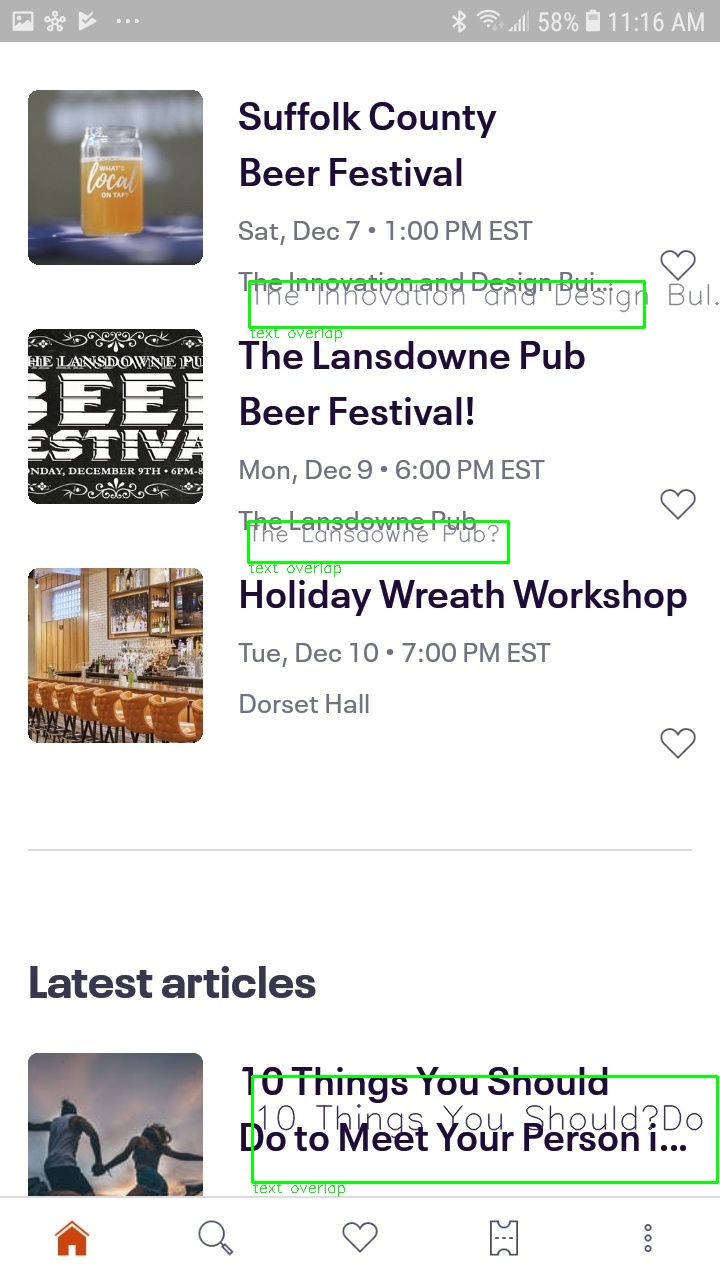 58% 11:16 AM
WHAT'S
local
ON TAP?
Suffolk County
Beer Festival
Sat, Dec 7 • 1:00 PM EST
The Innovation and Design Bui...
The Innovation and Design Bui.
text overlap
THE LANSDOWNE PU
BEE
ESTIVA
ONDAY, DECEMBER 9TH • 6PM-8
The Lansdowne Pub
Beer Festival!
Mon, Dec 9 • 6:00 PM EST
The Lansdowne Pub
The Lansdowne Pub?
text overlap
Holiday Wreath Workshop
Tue, Dec 10 • 7:00 PM EST
Dorset Hall
Latest articles
10 Things You Should
10 Things You Should?Do
Do to Meet Your Person i...
text overlap